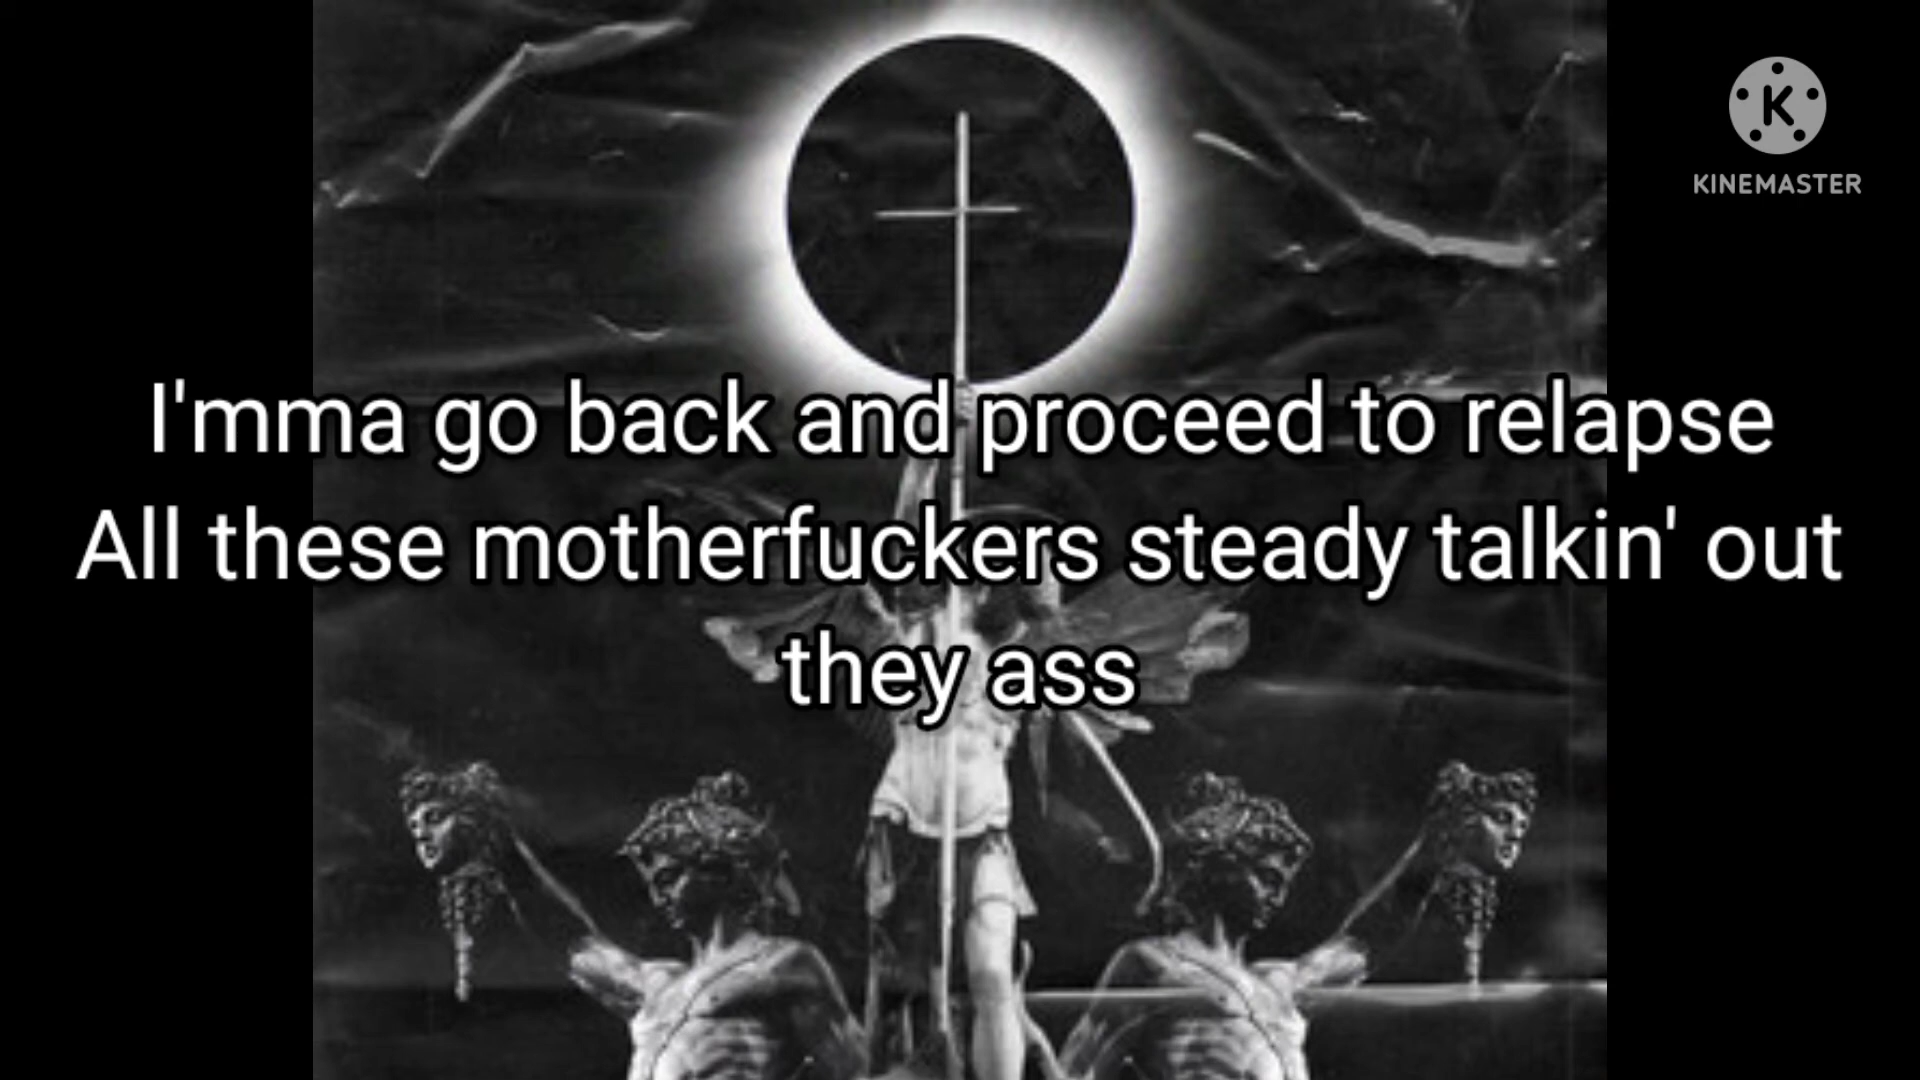 KINEMASTER
I'mma go back and proceed to relapse
All these motherfuckers steady talkin' out
they ass